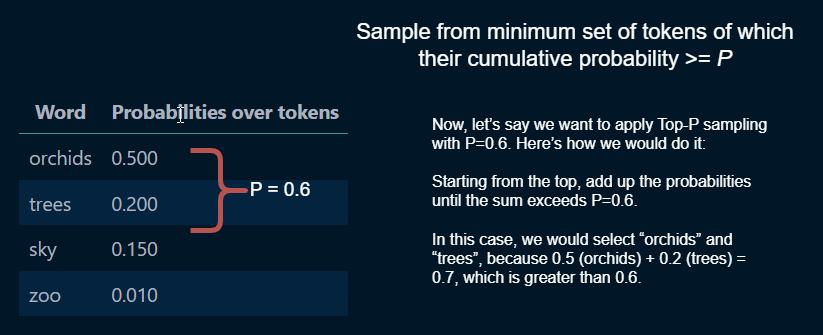 Sample from minimum set of tokens of which
their cumulative probability >= P
Word Probabilities over tokens
orchids 0.500
trees 0.200
sky 0.150
zoo 0.010
P = 0.6
Now, let's say we want to apply Top-P sampling
with P=0.6. Here's how we would do it:
Starting from the top, add up the probabilities
until the sum exceeds P=0.6.
In this case, we would select “orchids” and
“trees”, because 0.5 (orchids) + 0.2 (trees) =
0.7, which is greater than 0.6.